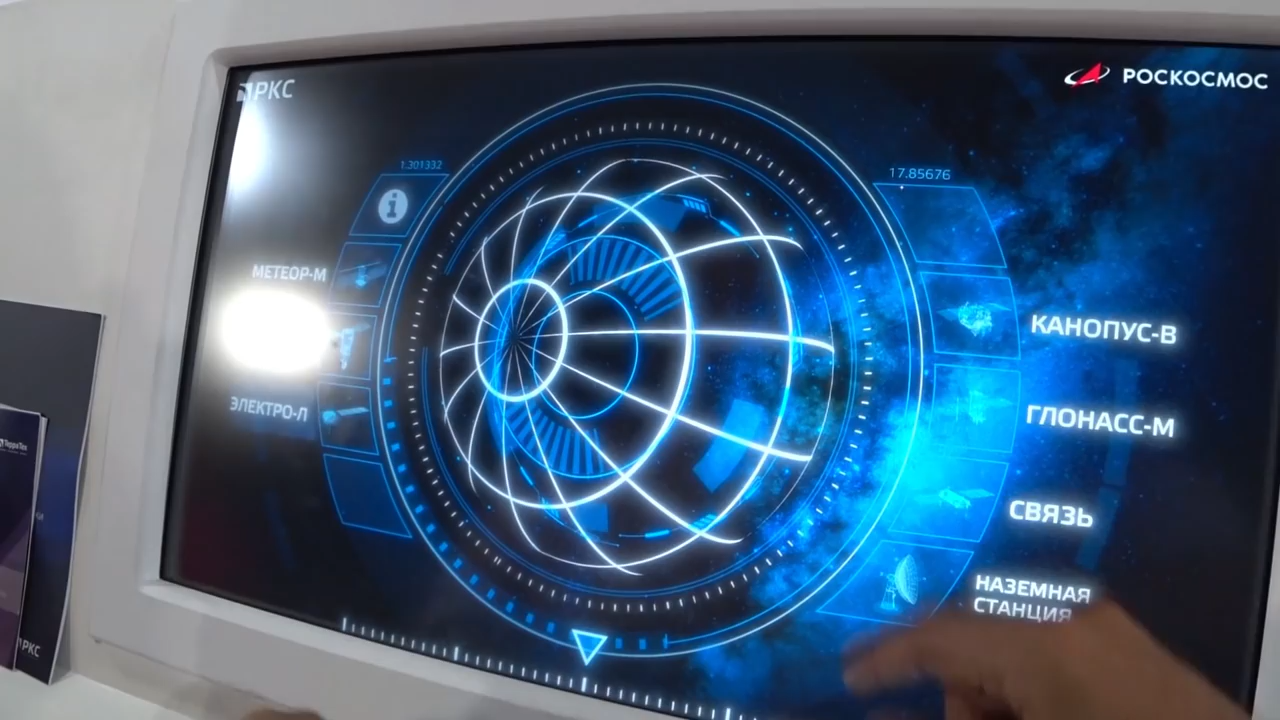 РКС
РОСКОСМОС
1.301332
17.85676
МЕТЕОР-М
ЭЛЕКТРО-Л
КАНОПУС-В
ГЛОНАСС-М
СВЯЗЬ
НАЗЕМНАЯ
СТАНЦИЯ
РКС